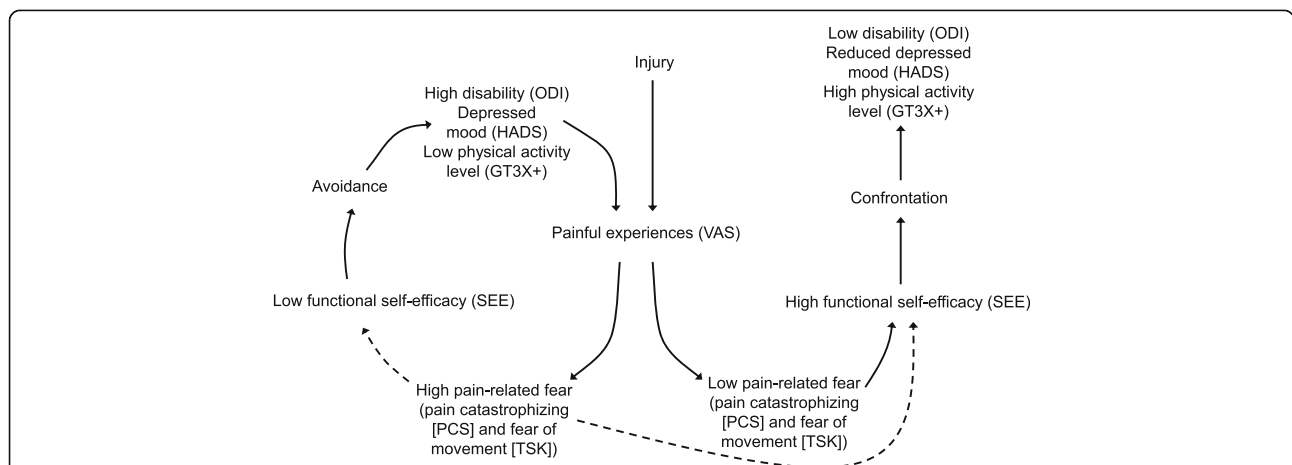 Low disability (ODI)
Reduced depressed
mood (HADS)
High physical activity
level (GT3X+)
Injury
High disability (ODI)
Depressed
mood (HADS)
Low physical activity
level (GT3X+)
Avoidance
Confrontation
Painful experiences (VAS)
Low functional self-efficacy (SEE)
High functional self-efficacy (SEE)
High pain-related fear
(pain catastrophizing
[PCS] and fear of
movement [TSK])
Low pain-related fear
(pain catastrophizing
[PCS] and fear of
movement [TSK])